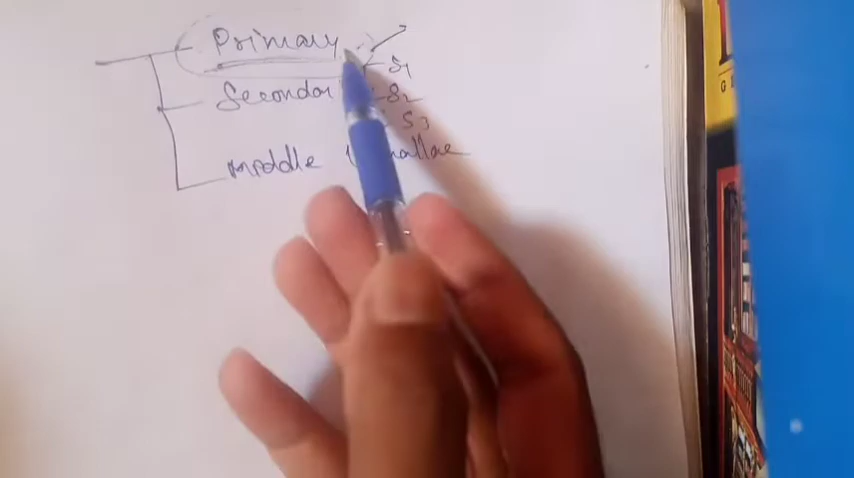 Primary
S1
Secondar
S2
S3
middle